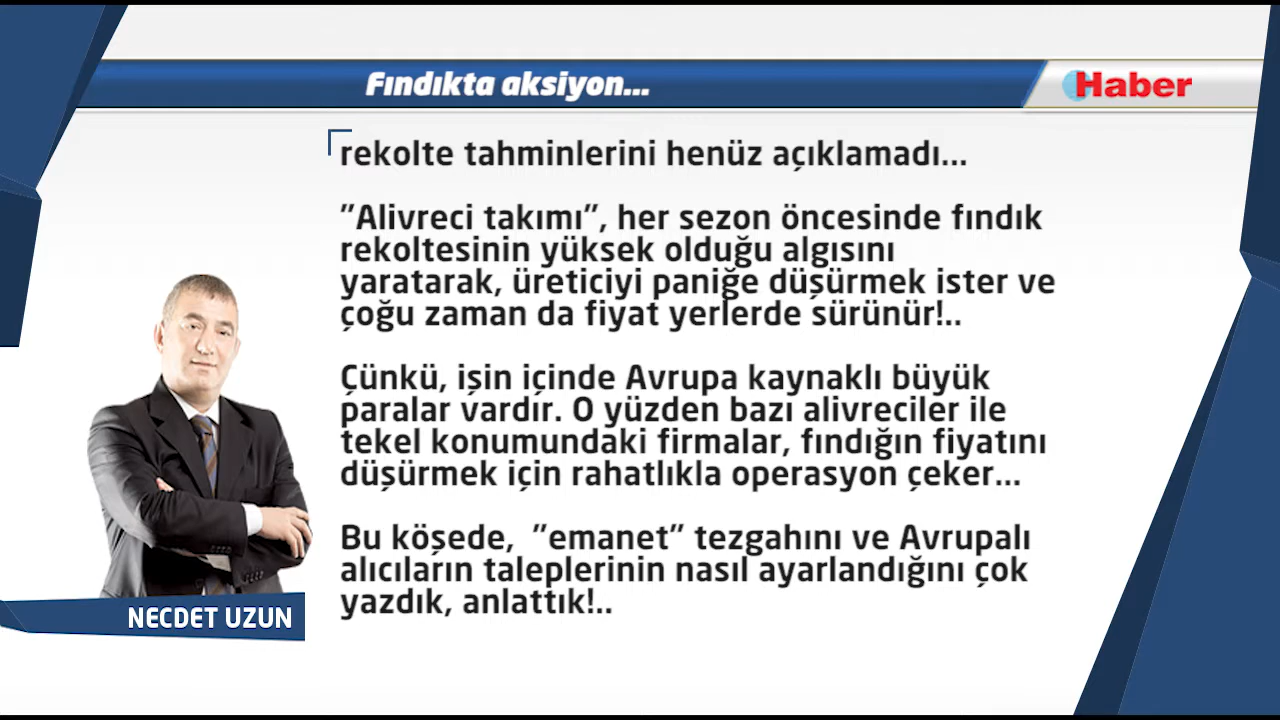 Fındıkta aksiyon...
Haber
rekolte tahminlerini henüz açıklamadı...
”Alivreci takımı”, her sezon öncesinde fındık
rekoltesinin yüksek olduğu algısını
yaratarak, üreticiyi paniğe düşürmek ister ve
çoğu zaman da fiyat yerlerde sürünür!..
Çünkü, işin içinde Avrupa kaynaklı büyük
paralar vardır. O yüzden bazı alivreciler ile
tekel konumundaki firmalar, fındığın fiyatını
düşürmek için rahatlıkla operasyon çeker...
Bu köşede,  ”emanet” tezgahını ve Avrupalı
alıcıların taleplerinin nasıl ayarlandığını çok
yazdık, anlattık!..
NECDET UZUN